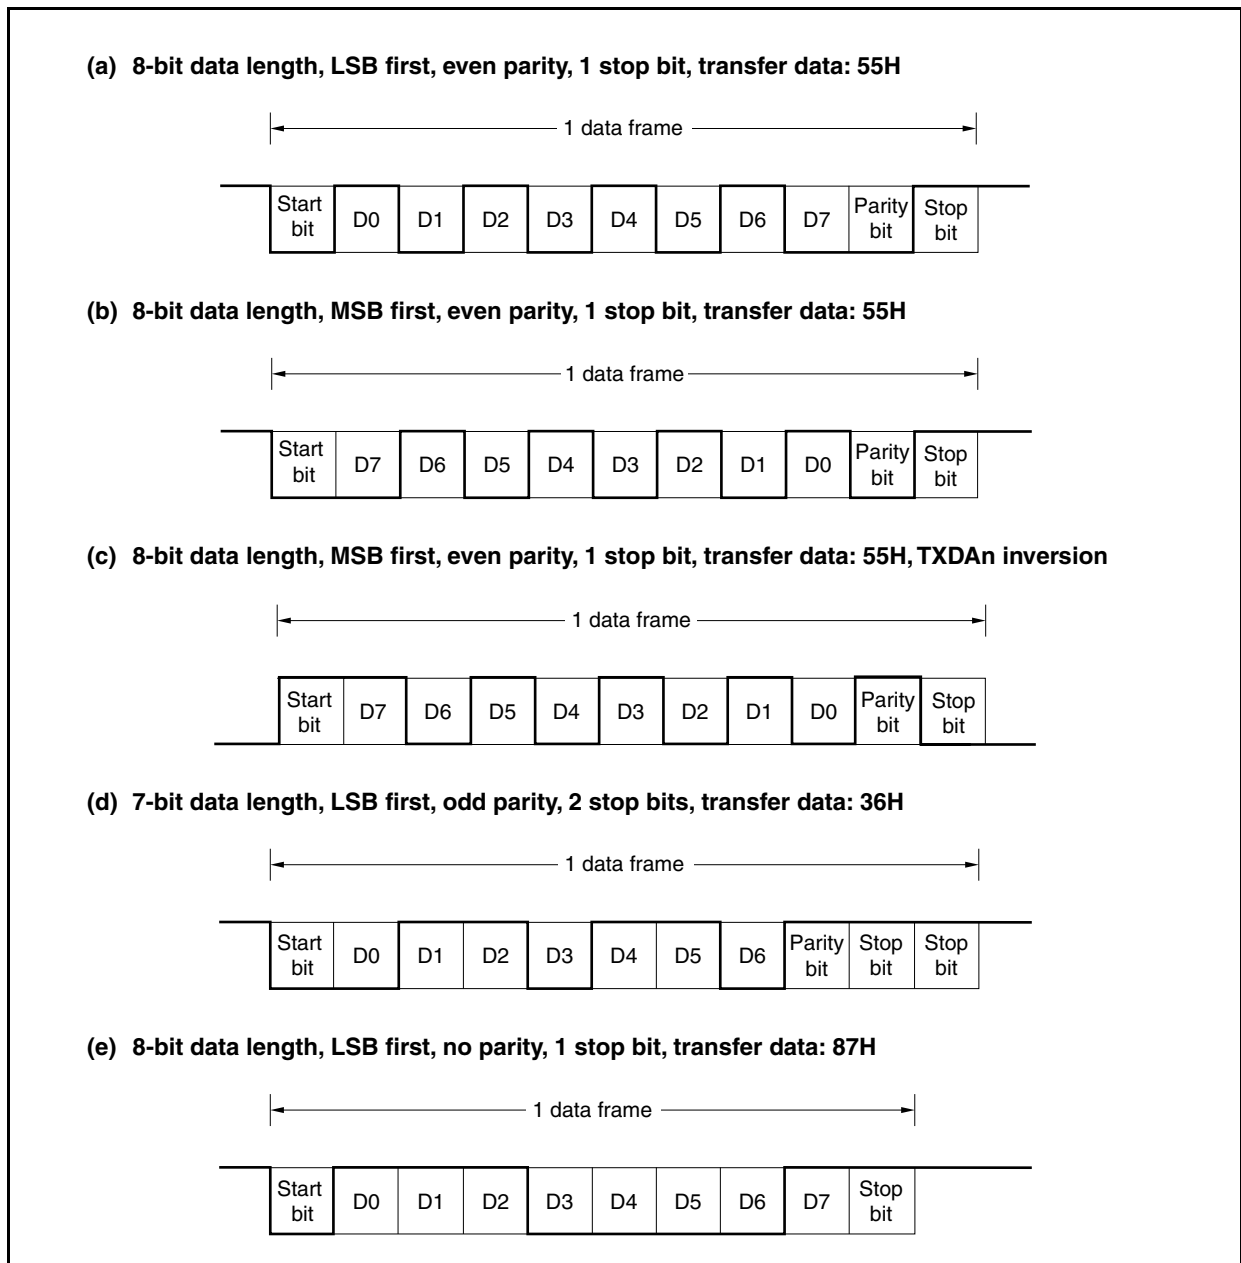 (a) 8-bit data length, LSB first, even parity, 1 stop bit, transfer data: 55H
1 data frame
Start bit D0 D1 D2 D3 D4 D5 D6 D7 Parity bit Stop bit
(b) 8-bit data length, MSB first, even parity, 1 stop bit, transfer data: 55H
1 data frame
Start bit D7 D6 D5 D4 D3 D2 D1 D0 Parity bit Stop bit
(c) 8-bit data length, MSB first, even parity, 1 stop bit, transfer data: 55H, TXDAn inversion
1 data frame
Start bit D7 D6 D5 D4 D3 D2 D1 D0 Parity bit Stop bit
(d) 7-bit data length, LSB first, odd parity, 2 stop bits, transfer data: 36H
1 data frame
Start bit D0 D1 D2 D3 D4 D5 D6 Parity bit Stop bit Stop bit
(e) 8-bit data length, LSB first, no parity, 1 stop bit, transfer data: 87H
1 data frame
Start bit D0 D1 D2 D3 D4 D5 D6 D7 Stop bit